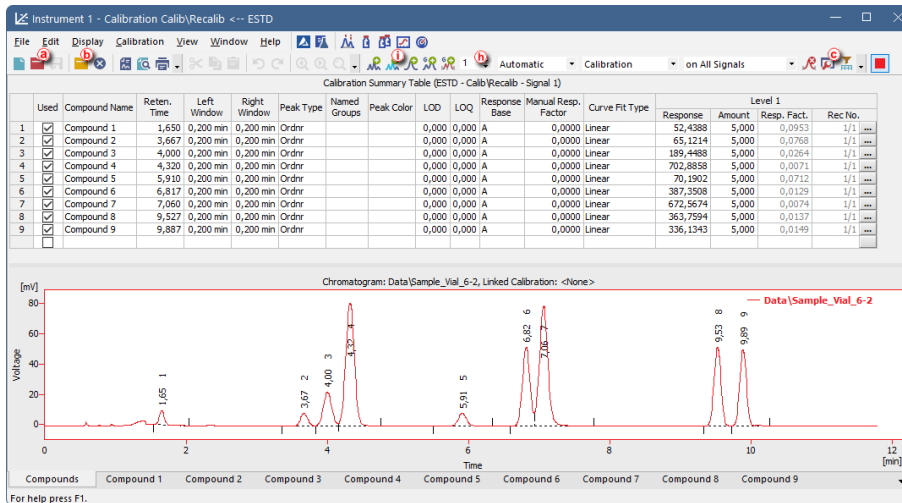 Instrument 1 - Calibration Calib\Recalib <-- ESTD
File Edit Display Calibration View Window Help
a b i h c
1 Automatic Calibration on All Signals
Calibration Summary Table (ESTD - Calib\Recalib - Signal 1)
Used Compound Name Reten. Time Left Window Right Window Peak Type Named Groups Peak Color LOD LOQ Response Base Manual Resp. Factor Curve Fit Type Level 1
Response Amount Resp. Fact. Rec No.
1 Compound 1 1,650 0,200 min 0,200 min Ordnr 0,000 0,000 A 0,0000 Linear 52,4388 5,000 0,0953 1/1 ...
2 Compound 2 3,667 0,200 min 0,200 min Ordnr 0,000 0,000 A 0,0000 Linear 65,1214 5,000 0,0768 1/1 ...
3 Compound 3 4,000 0,200 min 0,200 min Ordnr 0,000 0,000 A 0,0000 Linear 189,4488 5,000 0,0264 1/1 ...
4 Compound 4 4,320 0,200 min 0,200 min Ordnr 0,000 0,000 A 0,0000 Linear 702,8858 5,000 0,0071 1/1 ...
5 Compound 5 5,910 0,200 min 0,200 min Ordnr 0,000 0,000 A 0,0000 Linear 70,1902 5,000 0,0712 1/1 ...
6 Compound 6 6,817 0,200 min 0,200 min Ordnr 0,000 0,000 A 0,0000 Linear 387,3508 5,000 0,0129 1/1 ...
7 Compound 7 7,060 0,200 min 0,200 min Ordnr 0,000 0,000 A 0,0000 Linear 672,5674 5,000 0,0074 1/1 ...
8 Compound 8 9,527 0,200 min 0,200 min Ordnr 0,000 0,000 A 0,0000 Linear 363,7594 5,000 0,0137 1/1 ...
9 Compound 9 9,887 0,200 min 0,200 min Ordnr 0,000 0,000 A 0,0000 Linear 336,1343 5,000 0,0149 1/1 ...
Chromatogram: Data\Sample_Vial_6-2, Linked Calibration: <None>
[mV]
Data\Sample_Vial_6-2
80
60
40
20
0
Voltage
1,65 1
3,67 2
4,00 3
4,32 4
5,91 5
6,82 6
7,06 7
9,53 8
9,89 9
0 2 4 6 8 10 12
Time [min]
Compounds Compound 1 Compound 2 Compound 3 Compound 4 Compound 5 Compound 6 Compound 7 Compound 8 Compound 9
For help press F1.